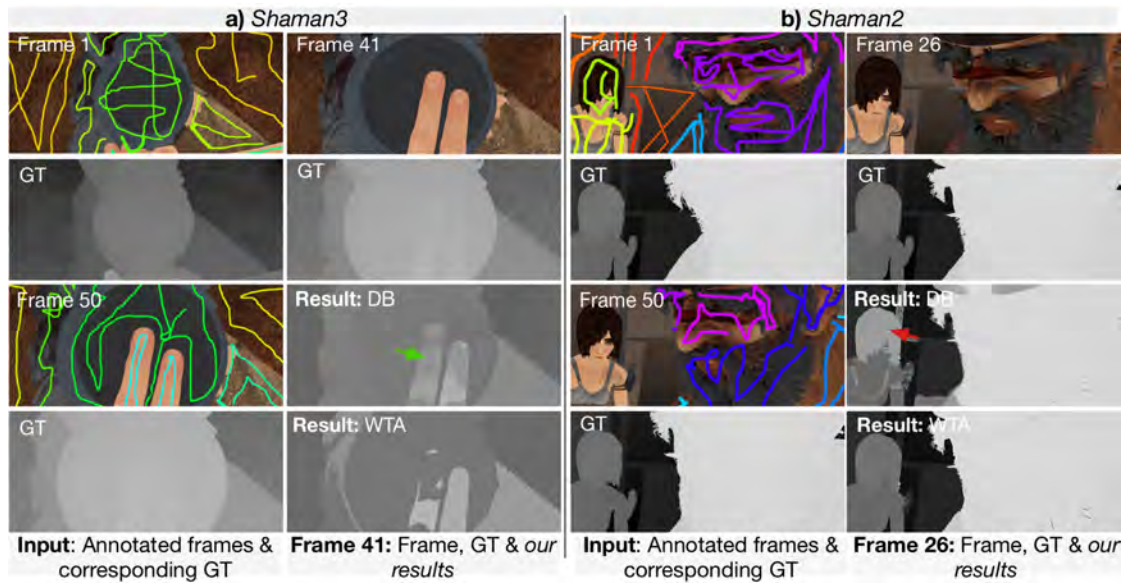 a) Shaman3
b) Shaman2
Frame 1
Frame 41
Frame 1
Frame 26
GT
GT
GT
GT
Frame 50
Result: DB
Frame 50
Result: DB
GT
Result: WTA
GT
Result: WTA
Input: Annotated frames &
corresponding GT
Frame 41: Frame, GT & our
results
Input: Annotated frames &
corresponding GT
Frame 26: Frame, GT & our
results